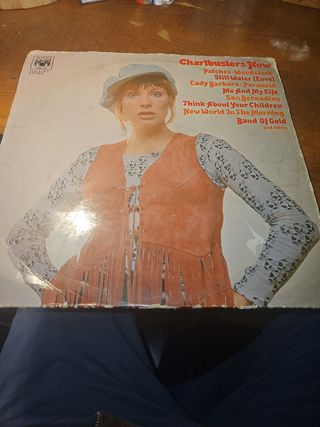 Chartbusters Now
Patches · Woodstock
Still Water (Love)
Lady Barbara · Paranoid
Me And My Life
San Bernadino
Think About Your Children
New World In The Morning
Band Of Gold
and others